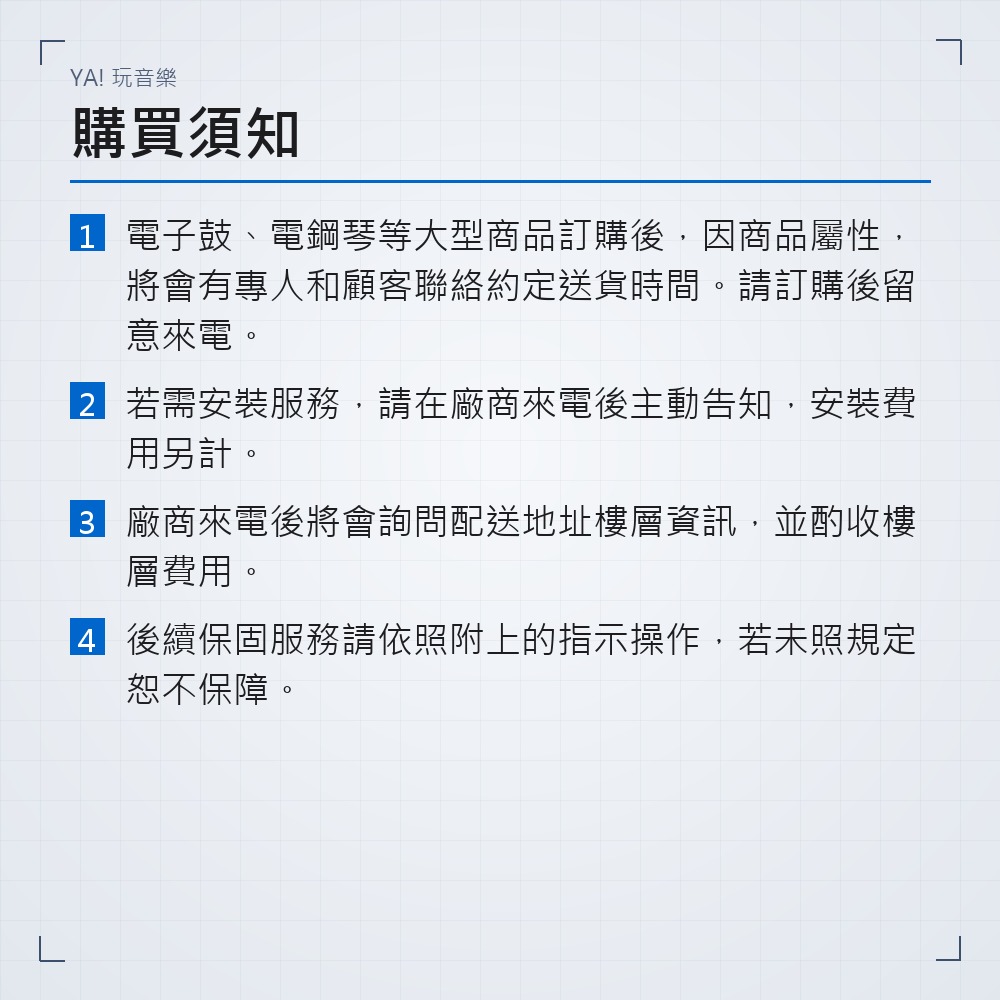 YA! 玩音樂
購買須知
1 電子鼓、電鋼琴等大型商品訂購後，因商品屬性，
將會有專人和顧客聯絡約定送貨時間。請訂購後留
意來電。
2 若需安裝服務，請在廠商來電後主動告知，安裝費
用另計。
3 廠商來電後將會詢問配送地址樓層資訊，並酌收樓
層費用。
4 後續保固服務請依照附上的指示操作，若未照規定
恕不保障。